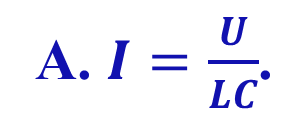 A. I = U/LC.